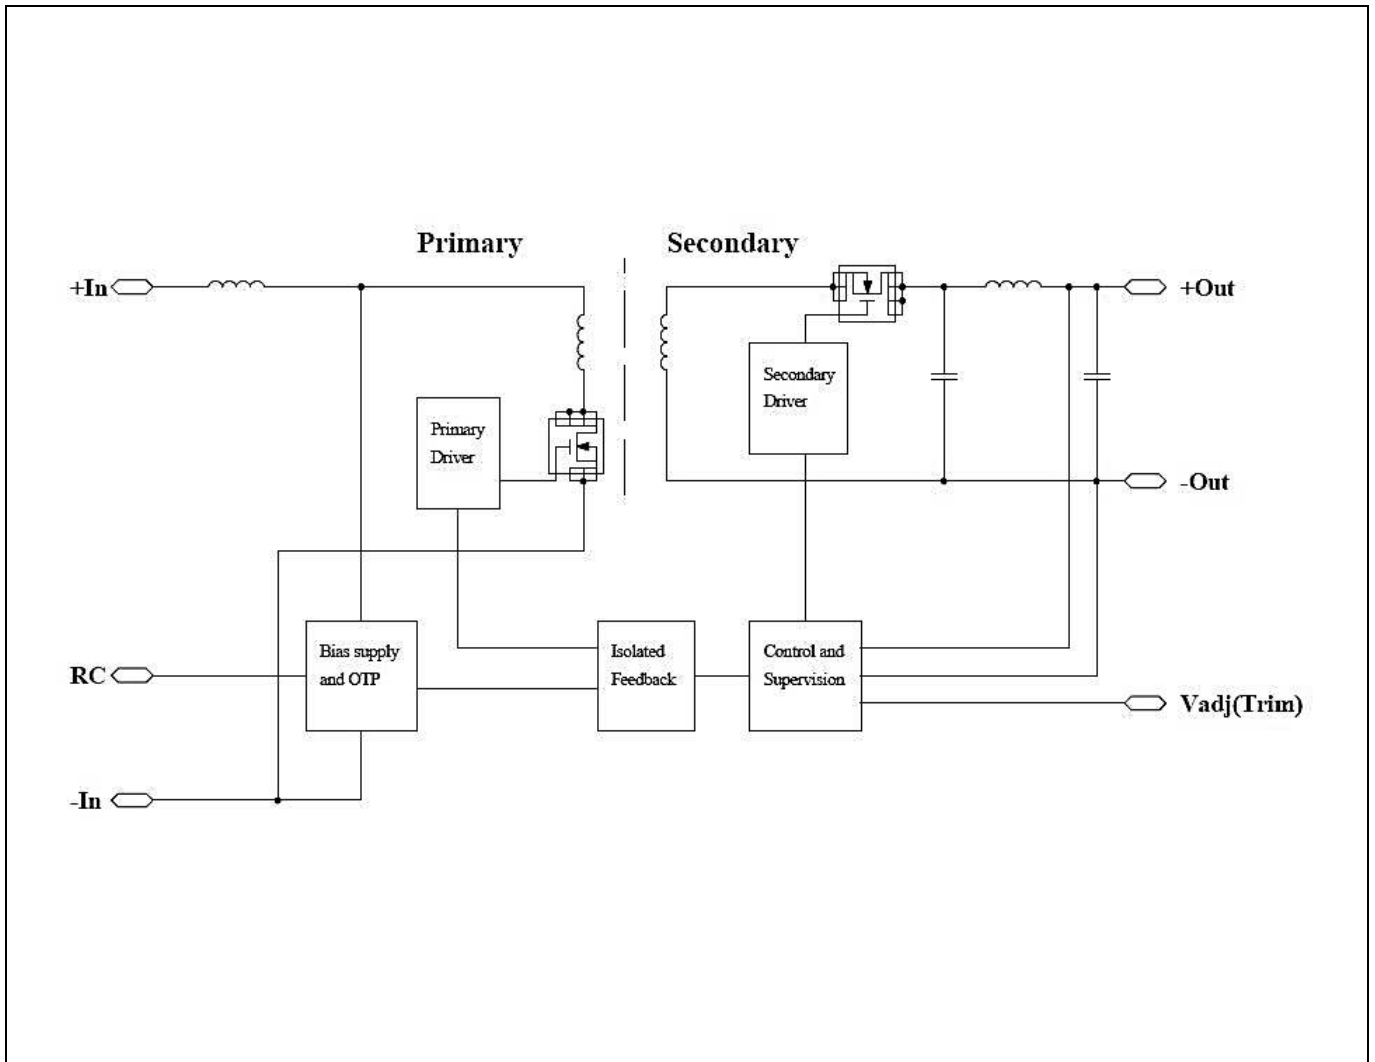 Primary
Secondary
+In
+Out
Secondary
Driver
Primary
Driver
-Out
Bias supply
and OTP
Isolated
Feedback
Control and
Supervision
RC
Vadj(Trim)
-In